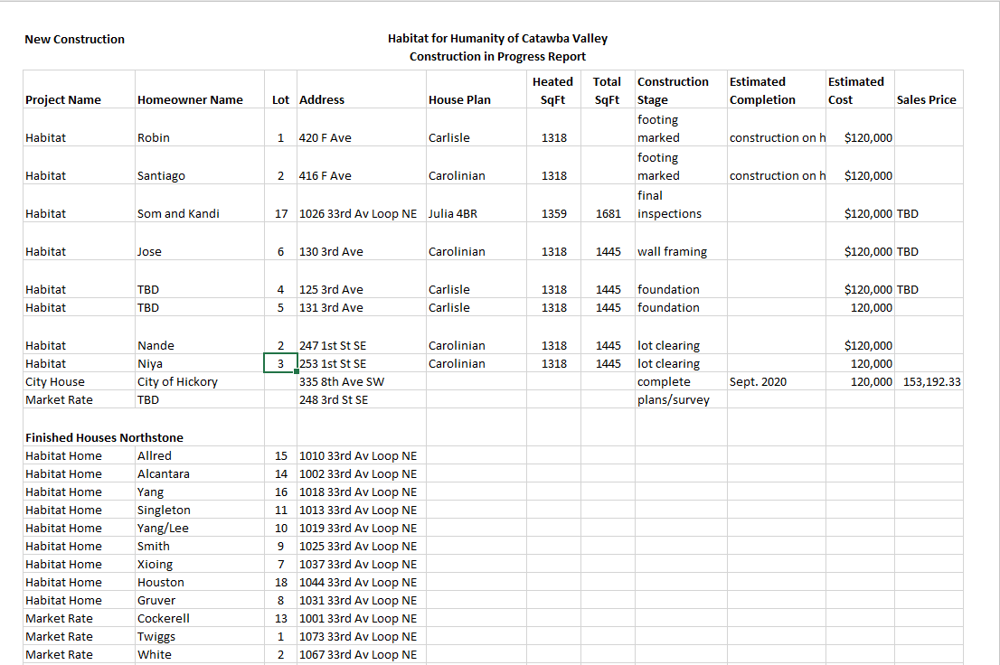 New Construction
Habitat for Humanity of Catawba Valley
Construction in Progress Report
Project Name Homeowner Name Lot Address House Plan Heated SqFt Total SqFt Construction Stage Estimated Completion Estimated Cost Sales Price
Habitat Robin 1 420 F Ave Carlisle 1318 footing marked construction on h $120,000
Habitat Santiago 2 416 F Ave Carolinian 1318 footing marked construction on h $120,000
Habitat Som and Kandi 17 1026 33rd Av Loop NE Julia 4BR 1359 1681 final inspections $120,000 TBD
Habitat Jose 6 130 3rd Ave Carolinian 1318 1445 wall framing $120,000 TBD
Habitat TBD 4 125 3rd Ave Carlisle 1318 1445 foundation $120,000 TBD
Habitat TBD 5 131 3rd Ave Carlisle 1318 1445 foundation 120,000
Habitat Nande 2 247 1st St SE Carolinian 1318 1445 lot clearing $120,000
Habitat Niya 3 253 1st St SE Carolinian 1318 1445 lot clearing 120,000
City House City of Hickory 335 8th Ave SW complete Sept. 2020 120,000 153,192.33
Market Rate TBD 248 3rd St SE plans/survey
Finished Houses Northstone
Habitat Home Allred 15 1010 33rd Av Loop NE
Habitat Home Alcantara 14 1002 33rd Av Loop NE
Habitat Home Yang 16 1018 33rd Av Loop NE
Habitat Home Singleton 11 1013 33rd Av Loop NE
Habitat Home Yang/Lee 10 1019 33rd Av Loop NE
Habitat Home Smith 9 1025 33rd Av Loop NE
Habitat Home Xioing 7 1037 33rd Av Loop NE
Habitat Home Houston 18 1044 33rd Av Loop NE
Habitat Home Gruver 8 1031 33rd Av Loop NE
Market Rate Cockerell 13 1001 33rd Av Loop NE
Market Rate Twiggs 1 1073 33rd Av Loop NE
Market Rate White 2 1067 33rd Av Loop NE